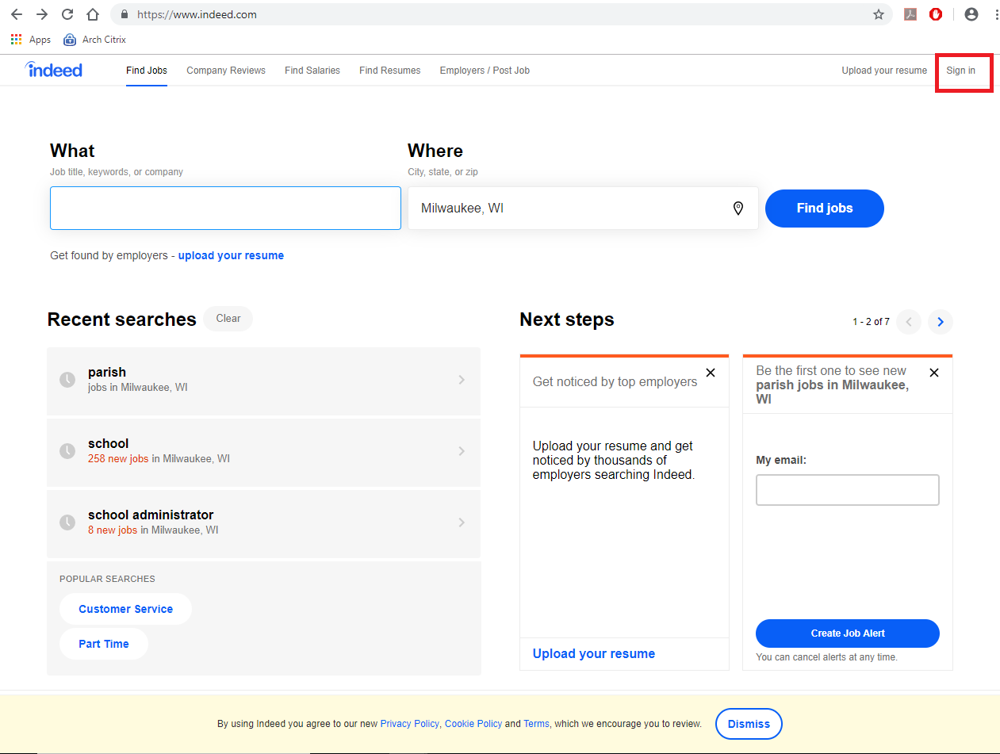 https://www.indeed.com
Apps Arch Citrix
indeed Find Jobs Company Reviews Find Salaries Find Resumes Employers / Post Job Upload your resume Sign in
What
Job title, keywords, or company
Where
City, state, or zip
Milwaukee, WI
Find jobs
Get found by employers - upload your resume
Recent searches Clear
parish
jobs in Milwaukee, WI
school
258 new jobs in Milwaukee, WI
school administrator
8 new jobs in Milwaukee, WI
POPULAR SEARCHES
Customer Service
Part Time
Next steps
1 - 2 of 7
Get noticed by top employers
Upload your resume and get
noticed by thousands of
employers searching Indeed.
Upload your resume
Be the first one to see new
parish jobs in Milwaukee,
WI
My email:
Create Job Alert
You can cancel alerts at any time.
By using Indeed you agree to our new Privacy Policy, Cookie Policy and Terms, which we encourage you to review.
Dismiss